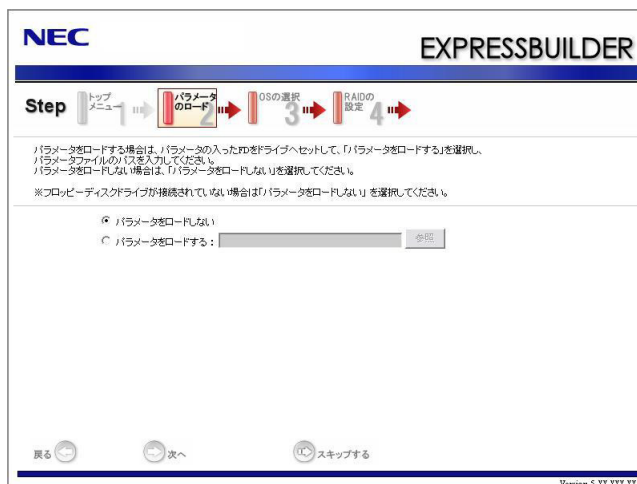 NEC
EXPRESSBUILDER
Step
トップ
メニュー 1
パラメータ
のロード 2
OSの選択
3
RAIDの
設定 4
パラメータをロードする場合は、パラメータの入ったFDをドライブへセットして、「パラメータをロードする」を選択し、
パラメータファイルのパスを入力してください。
パラメータをロードしない場合は、「パラメータをロードしない」を選択してください。
※フロッピーディスクドライブが接続されていない場合は「パラメータをロードしない」を選択してください。
パラメータをロードしない
パラメータをロードする：
参照
戻る
次へ
スキップする
Version 5.XX.XXX.XX